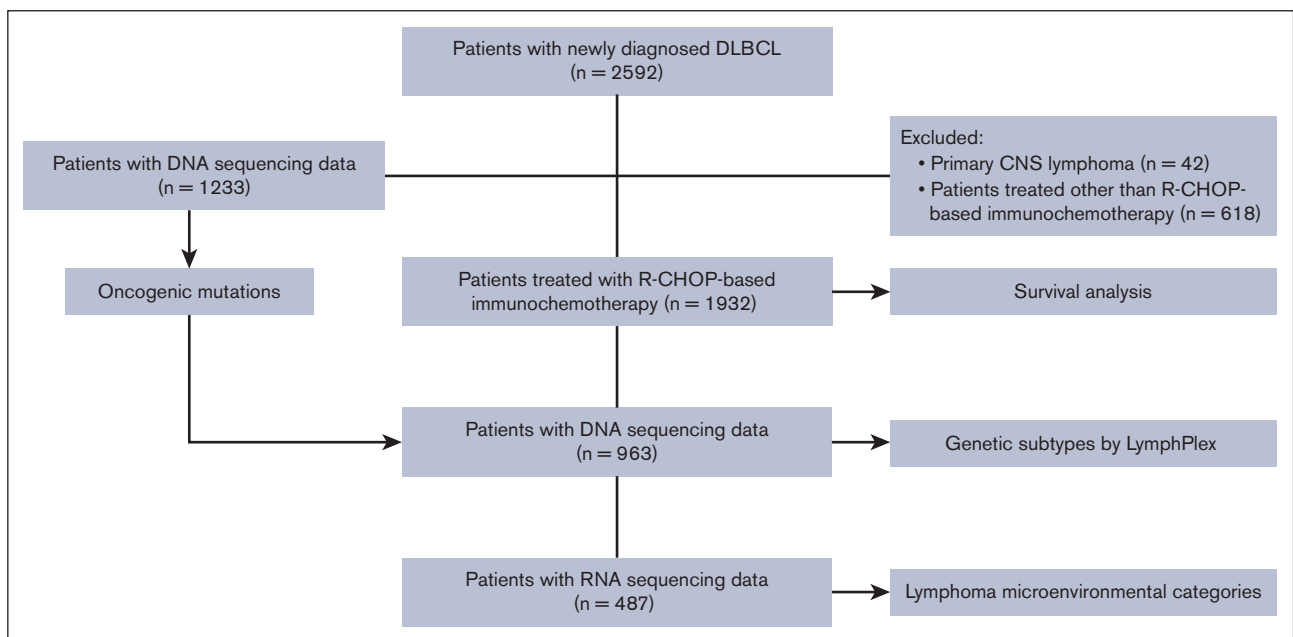 Patients with newly diagnosed DLBCL
(n = 2592)
Patients with DNA sequencing data
(n = 1233)
Excluded:
• Primary CNS lymphoma (n = 42)
• Patients treated other than R-CHOP-
based immunochemotherapy (n = 618)
Oncogenic mutations
Patients treated with R-CHOP-based
immunochemotherapy (n = 1932)
Survival analysis
Patients with DNA sequencing data
(n = 963)
Genetic subtypes by LymphPlex
Patients with RNA sequencing data
(n = 487)
Lymphoma microenvironmental categories